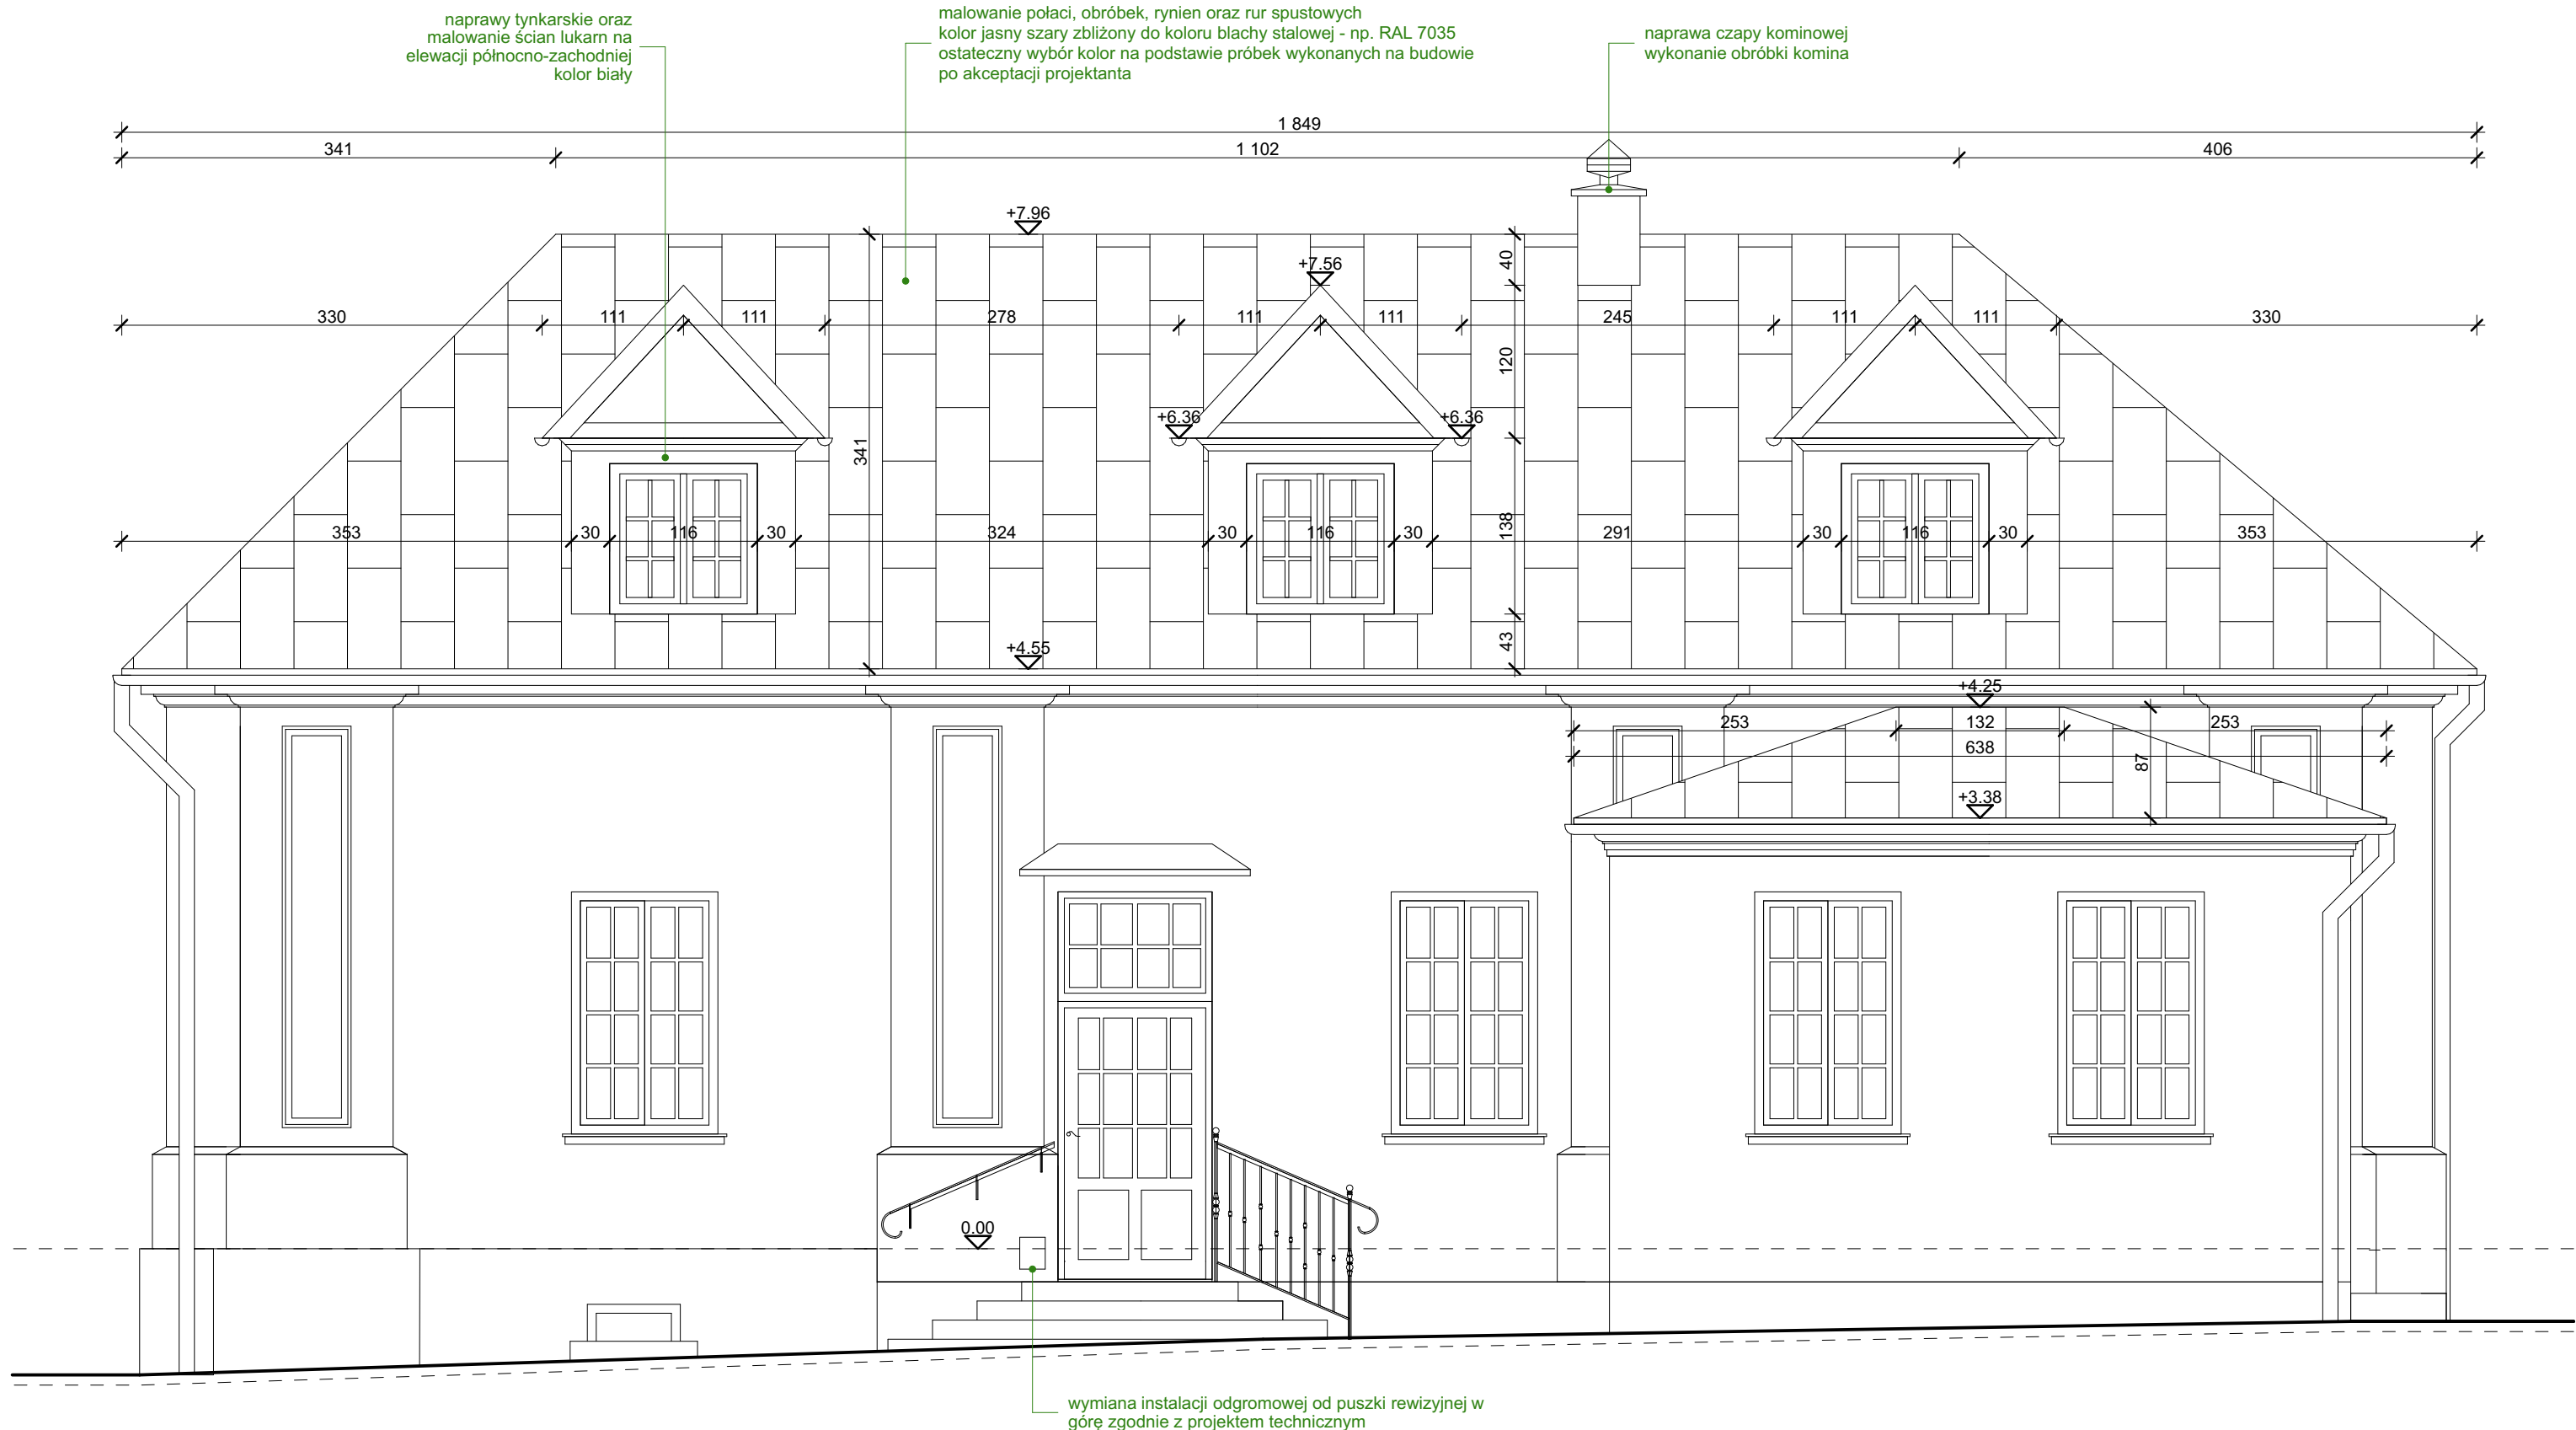 naprawy tynkarskie oraz
malowanie ścian lukarn na
elewacji północno-zachodniej
kolor biały
malowanie połaci, obróbek, rynien oraz rur spustowych
kolor jasny szary zbliżony do koloru blachy stalowej - np. RAL 7035
ostateczny wybór kolor na podstawie próbek wykonanych na budowie
po akceptacji projektanta
naprawa czapy kominowej
wykonanie obróbki komina
1 849
341 1 102 406
+7.96
40
+7.56
330 111 111 278 111 111 245 111 111 330
120
+6.36 +6.36
341
353 30 116 30 324 30 116 30 138 291 30 116 30 353
43
+4.55
+4.25
253 132 253
638
87
+3.38
0.00
wymiana instalacji odgromowej od puszki rewizyjnej w
górę zgodnie z projektem technicznym